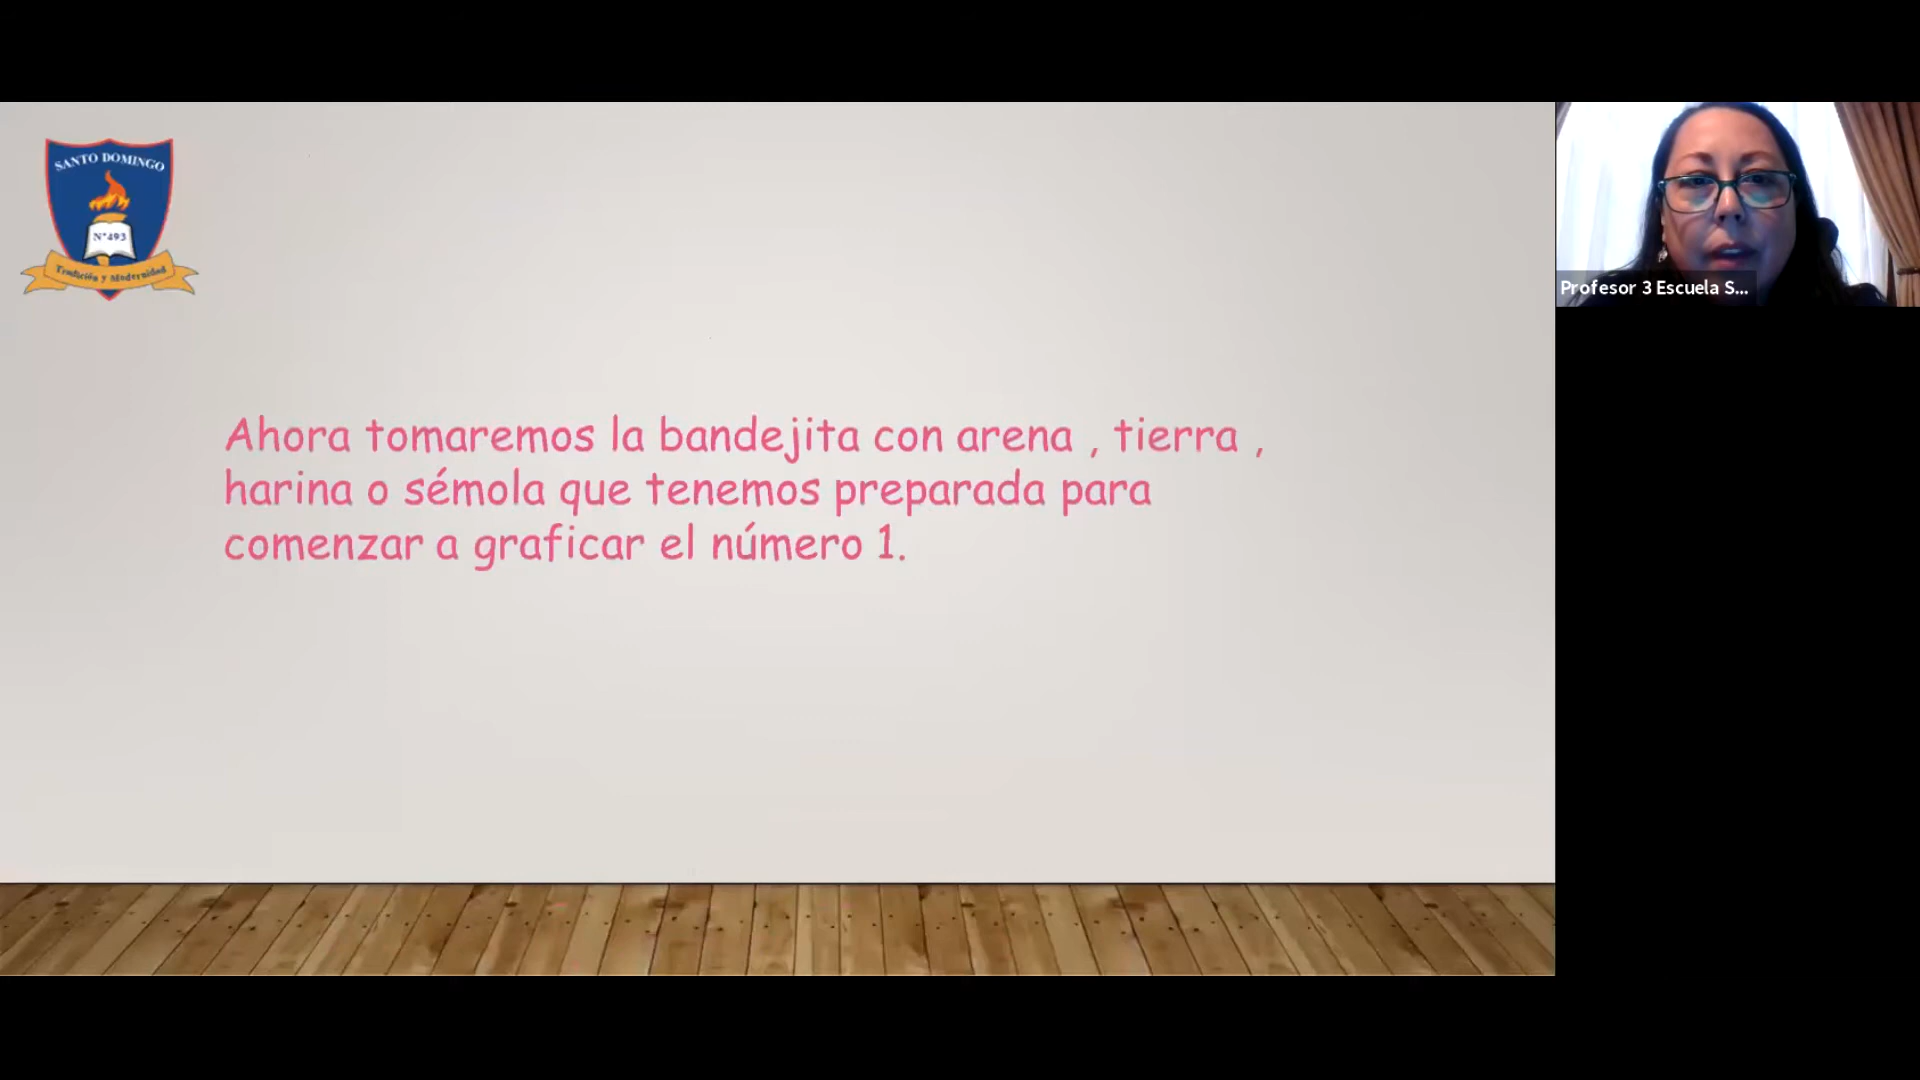 SANTO DOMINGO
N°493
Tradición y Modernidad
Ahora tomaremos la bandejita con arena , tierra ,
harina o sémola que tenemos preparada para
comenzar a graficar el número 1.
Profesor 3 Escuela S...